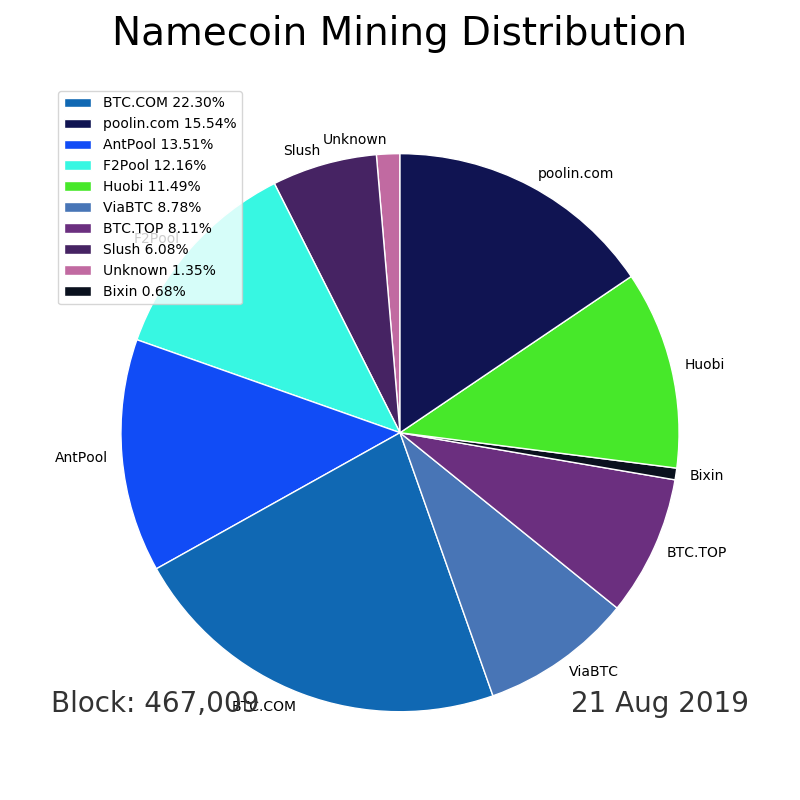 Namecoin Mining Distribution
BTC.COM 22.30%
poolin.com 15.54%
AntPool 13.51%
F2Pool 12.16%
Huobi 11.49%
ViaBTC 8.78%
BTC.TOP 8.11%
Slush 6.08%
Unknown 1.35%
Bixin 0.68%
Unknown
Slush
poolin.com
F2Pool
Huobi
AntPool
Bixin
BTC.TOP
ViaBTC
BTC.COM
Block: 467,009
21 Aug 2019